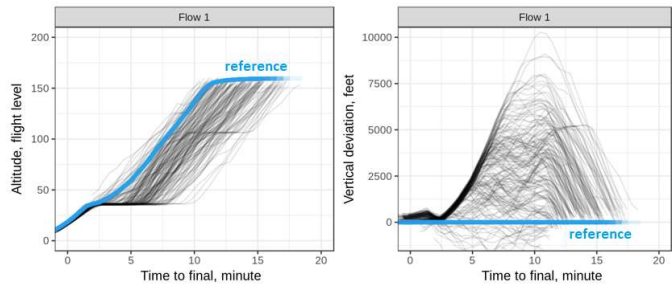 Flow 1
200
150
100
50
0
Altitude, flight level
reference
0
5
10
15
20
Time to final, minute
Flow 1
10000
7500
5000
2500
0
Vertical deviation, feet
reference
0
5
10
15
20
Time to final, minute